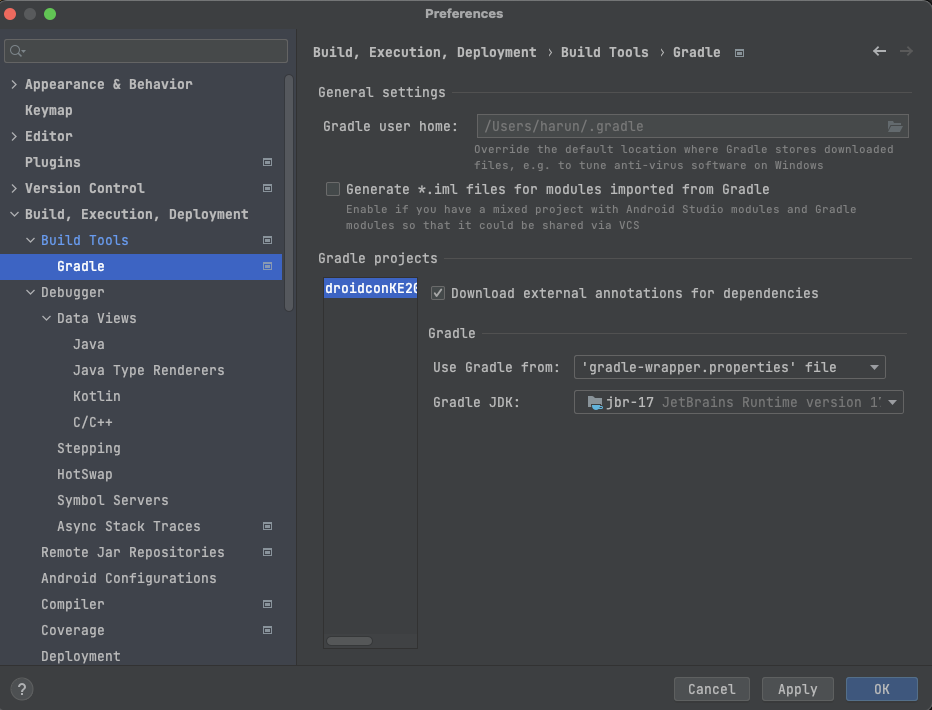 Preferences
Appearance & Behavior
Keymap
Editor
Plugins
Version Control
Build, Execution, Deployment
Build Tools
Gradle
Debugger
Data Views
Java
Java Type Renderers
Kotlin
C/C++
Stepping
HotSwap
Symbol Servers
Async Stack Traces
Remote Jar Repositories
Android Configurations
Compiler
Coverage
Deployment
Build, Execution, Deployment › Build Tools › Gradle
General settings
Gradle user home: /Users/harun/.gradle
Override the default location where Gradle stores downloaded
files, e.g. to tune anti-virus software on Windows
Generate *.iml files for modules imported from Gradle
Enable if you have a mixed project with Android Studio modules and Gradle
modules so that it could be shared via VCS
Gradle projects
droidconKE20
Download external annotations for dependencies
Gradle
Use Gradle from: 'gradle-wrapper.properties' file
Gradle JDK: jbr-17 JetBrains Runtime version 17
? Cancel Apply OK